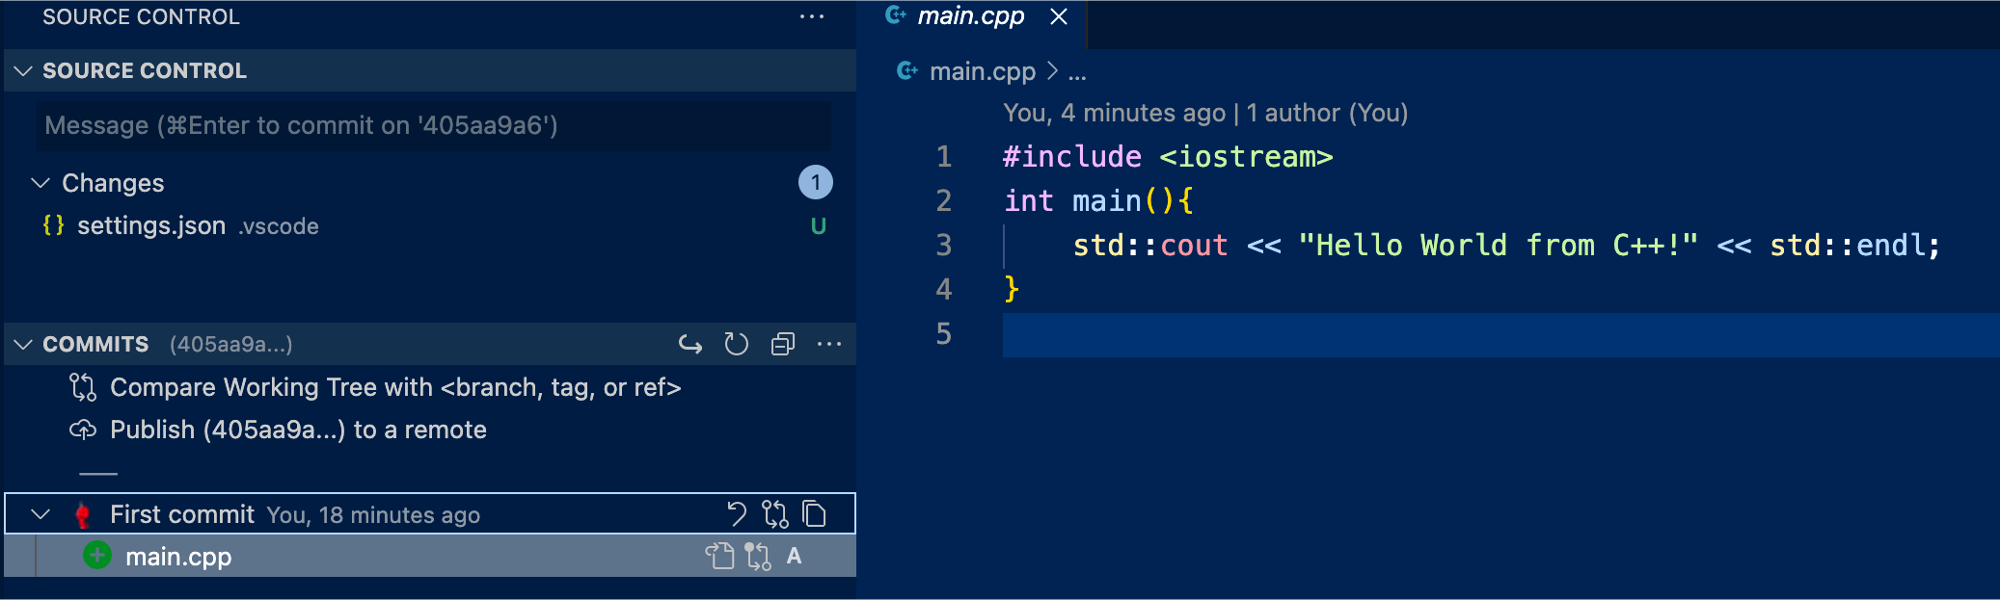 SOURCE CONTROL
SOURCE CONTROL
Message (⌘Enter to commit on '405aa9a6')
Changes 1
{} settings.json .vscode U
COMMITS (405aa9a...)
Compare Working Tree with <branch, tag, or ref>
Publish (405aa9a...) to a remote
First commit You, 18 minutes ago
main.cpp A
main.cpp
main.cpp > ...
You, 4 minutes ago | 1 author (You)
1 #include <iostream>
2 int main(){
3 std::cout << "Hello World from C++!" << std::endl;
4 }
5